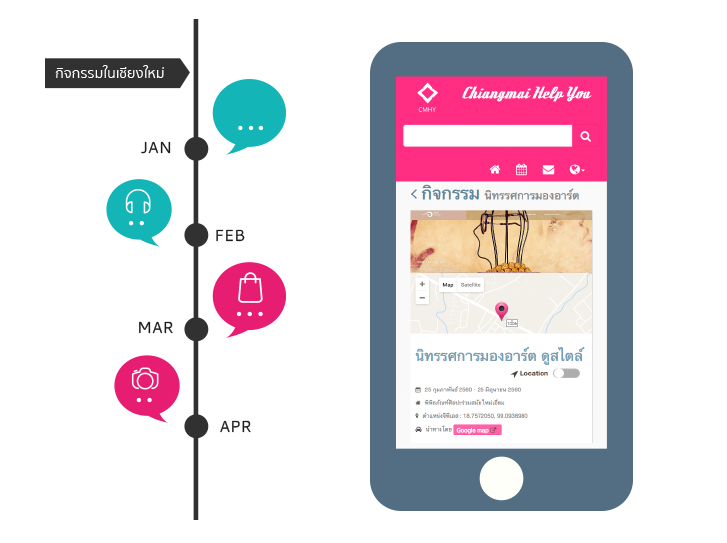 กิจกรรมในเชียงใหม่
JAN
FEB
MAR
APR
CMHY
Chiangmai Help You
กิจกรรม นิทรรศการมองอาร์ต
+
Map Satellite
−
นิทรรศการมองอาร์ต ดูสไตล์
Location
25 กุมภาพันธ์ 2560 - 25 มิถุนายน 2560
พิพิธภัณฑ์ศิลปะร่วมสมัยใหม่เอี่ยม
ตำแหน่งจีพีเอส : 18.7572050, 99.0938980
นำทางโดย Google map